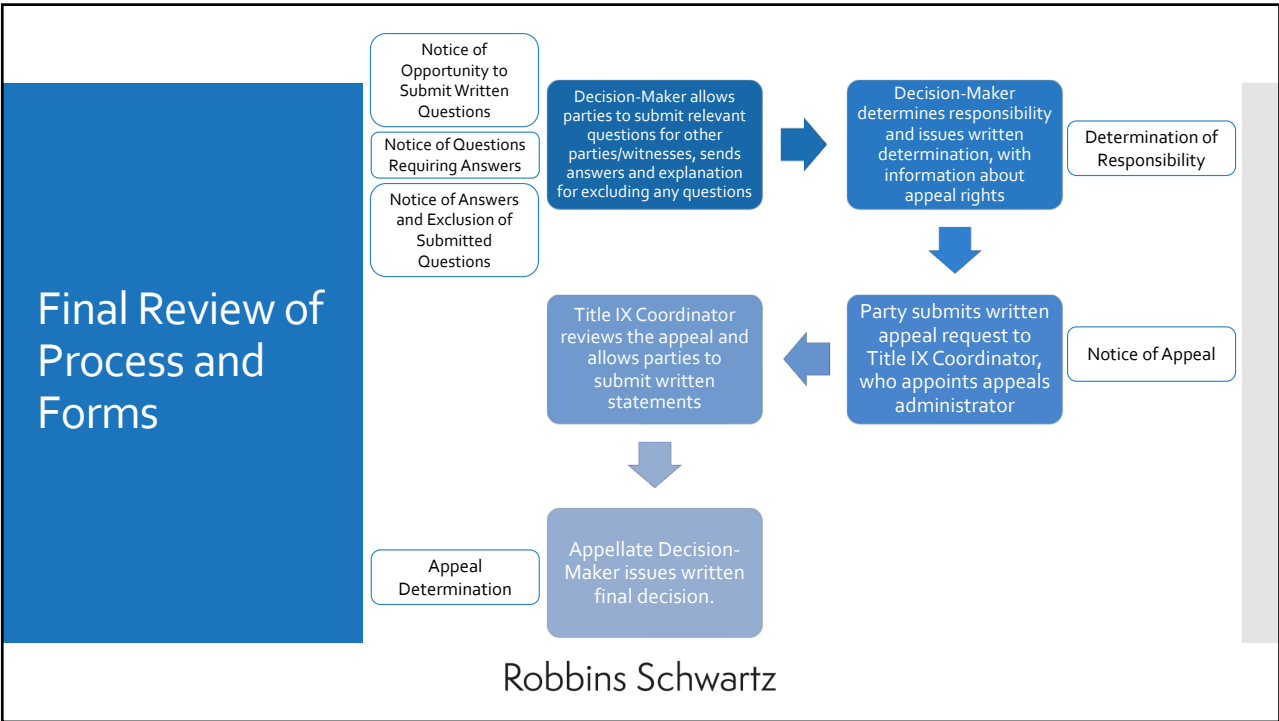 Final Review of
Process and
Forms
Notice of
Opportunity to
Submit Written
Questions
Notice of Questions
Requiring Answers
Notice of Answers
and Exclusion of
Submitted
Questions
Decision-Maker allows
parties to submit relevant
questions for other
parties/witnesses, sends
answers and explanation
for excluding any questions
Decision-Maker
determines responsibility
and issues written
determination, with
information about
appeal rights
Determination of
Responsibility
Party submits written
appeal request to
Title IX Coordinator,
who appoints appeals
administrator
Notice of Appeal
Title IX Coordinator
reviews the appeal and
allows parties to
submit written
statements
Appellate Decision-
Maker issues written
final decision.
Appeal
Determination
Robbins Schwartz